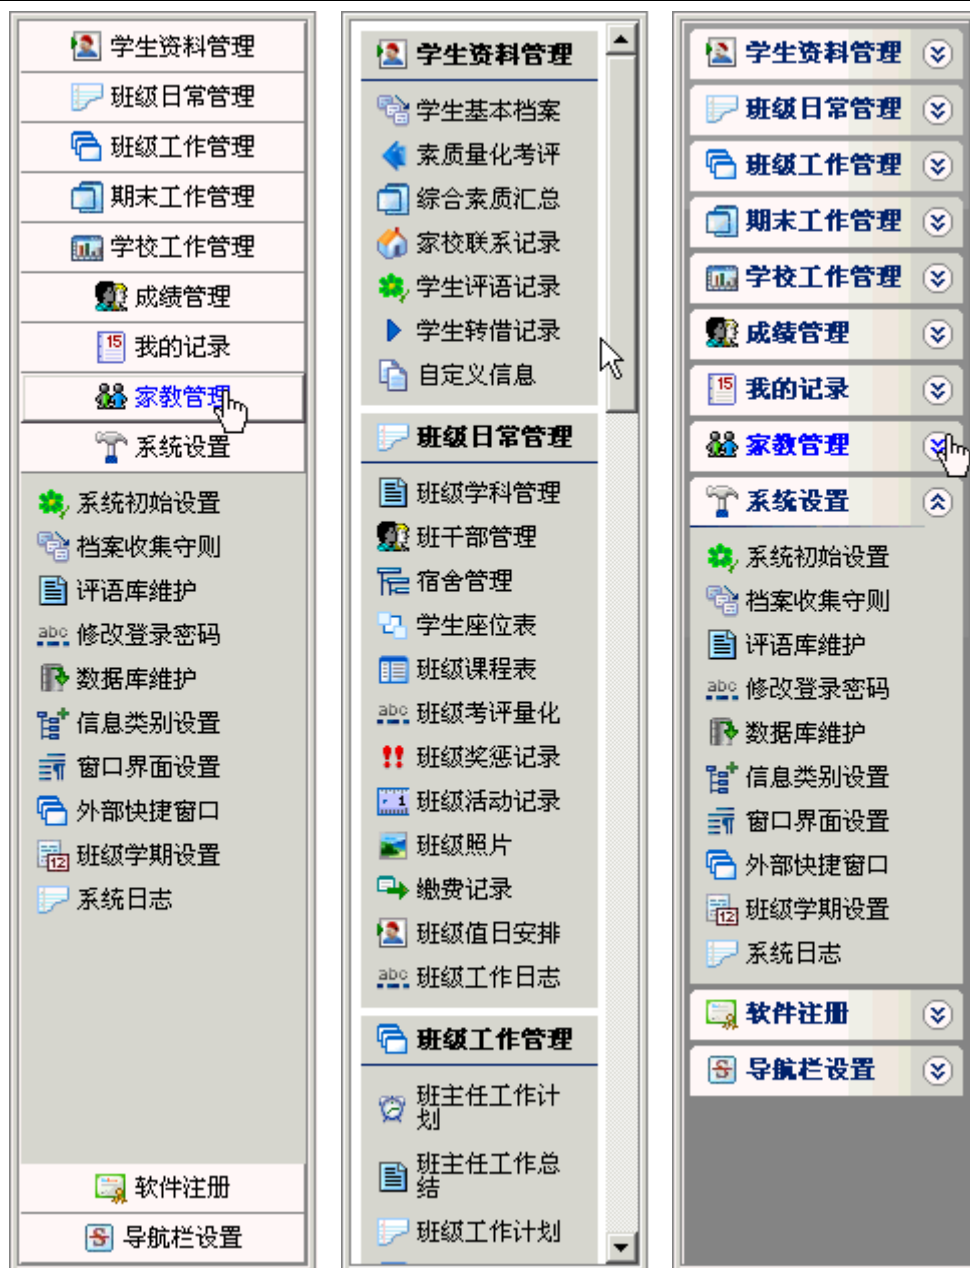 学生资料管理
班级日常管理
班级工作管理
期末工作管理
学校工作管理
成绩管理
我的记录
家教管理
系统设置
系统初始设置
档案收集守则
评语库维护
修改登录密码
数据库维护
信息类别设置
窗口界面设置
外部快捷窗口
班级学期设置
系统日志
软件注册
导航栏设置
学生资料管理
学生基本档案
素质量化考评
综合素质汇总
家校联系记录
学生评语记录
学生转借记录
自定义信息
班级日常管理
班级学科管理
班干部管理
宿舍管理
学生座位表
班级课程表
班级考评量化
班级奖惩记录
班级活动记录
班级照片
缴费记录
班级值日安排
班级工作日志
班级工作管理
班主任工作计
划
班主任工作总
结
班级工作计划
学生资料管理
班级日常管理
班级工作管理
期末工作管理
学校工作管理
成绩管理
我的记录
家教管理
系统设置
系统初始设置
档案收集守则
评语库维护
修改登录密码
数据库维护
信息类别设置
窗口界面设置
外部快捷窗口
班级学期设置
系统日志
软件注册
导航栏设置